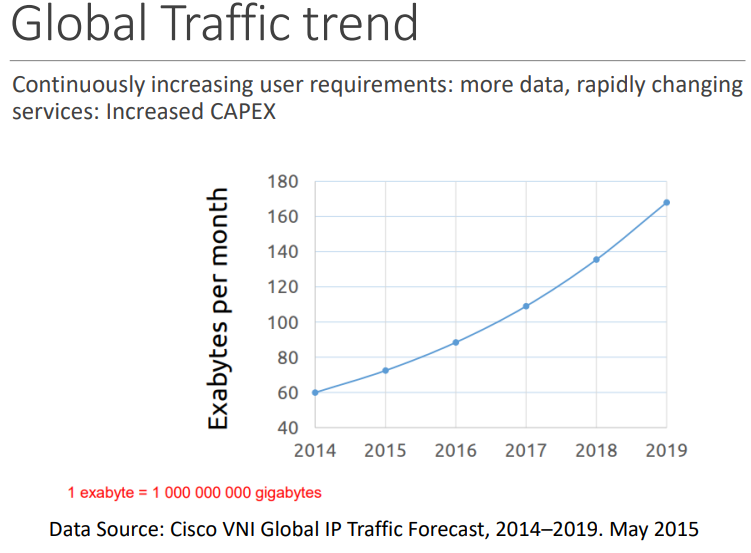 Global Traffic trend
Continuously increasing user requirements: more data, rapidly changing
services: Increased CAPEX
Exabytes per month
180
160
140
120
100
80
60
40
2014 2015 2016 2017 2018 2019
1 exabyte = 1 000 000 000 gigabytes
Data Source: Cisco VNI Global IP Traffic Forecast, 2014–2019. May 2015